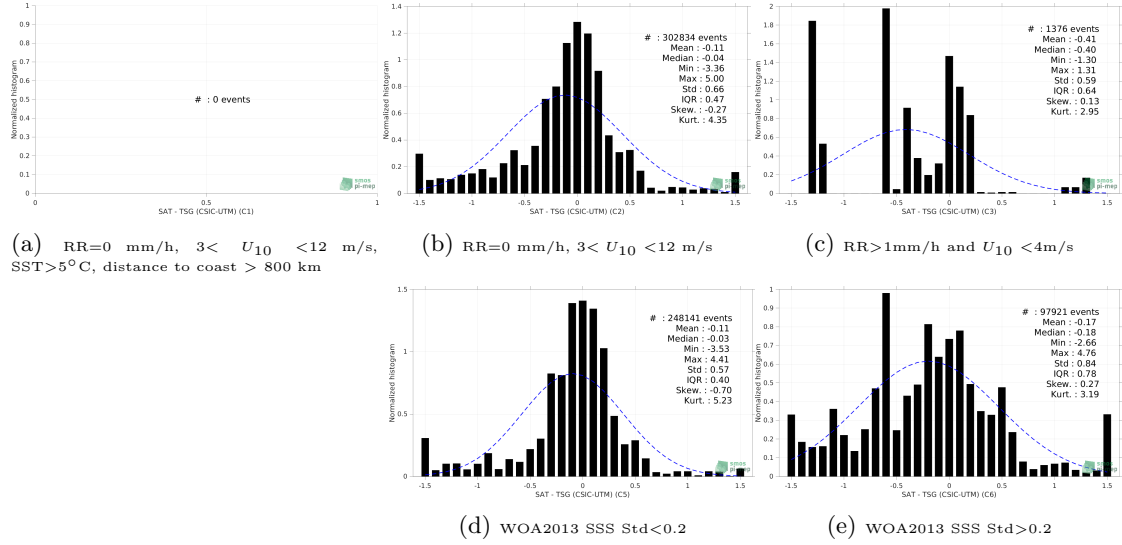 1
0.9
0.8
0.7
0.6
0.5
0.4
0.3
0.2
0.1
0
Normalized histogram
# : 0 events
smos
pi-mep
0 0.5 1
SAT - TSG (CSIC-UTM) (C1)
(a) RR=0 mm/h, 3< U10 <12 m/s,
SST>5°C, distance to coast > 800 km
1.4
1.2
1
0.8
0.6
0.4
0.2
0
Normalized histogram
# : 302834 events
Mean : -0.11
Median : -0.04
Min : -3.36
Max : 5.00
Std : 0.66
IQR : 0.47
Skew. : -0.27
Kurt. : 4.35
smos
pi-mep
-1.5 -1 -0.5 0 0.5 1 1.5
SAT - TSG (CSIC-UTM) (C2)
(b) RR=0 mm/h, 3< U10 <12 m/s
2
1.8
1.6
1.4
1.2
1
0.8
0.6
0.4
0.2
0
Normalized histogram
# : 1376 events
Mean : -0.41
Median : -0.40
Min : -1.30
Max : 1.31
Std : 0.59
IQR : 0.64
Skew. : 0.13
Kurt. : 2.95
smos
pi-mep
-1.5 -1 -0.5 0 0.5 1 1.5
SAT - TSG (CSIC-UTM) (C3)
(c) RR>1mm/h and U10 <4m/s
1.5
1
0.5
0
Normalized histogram
# : 248141 events
Mean : -0.11
Median : -0.03
Min : -3.53
Max : 4.41
Std : 0.57
IQR : 0.40
Skew. : -0.70
Kurt. : 5.23
smos
pi-mep
-1.5 -1 -0.5 0 0.5 1 1.5
SAT - TSG (CSIC-UTM) (C5)
(d) WOA2013 SSS Std<0.2
1
0.9
0.8
0.7
0.6
0.5
0.4
0.3
0.2
0.1
0
Normalized histogram
# : 97921 events
Mean : -0.17
Median : -0.18
Min : -2.66
Max : 4.76
Std : 0.84
IQR : 0.78
Skew. : 0.27
Kurt. : 3.19
smos
pi-mep
-1.5 -1 -0.5 0 0.5 1 1.5
SAT - TSG (CSIC-UTM) (C6)
(e) WOA2013 SSS Std>0.2